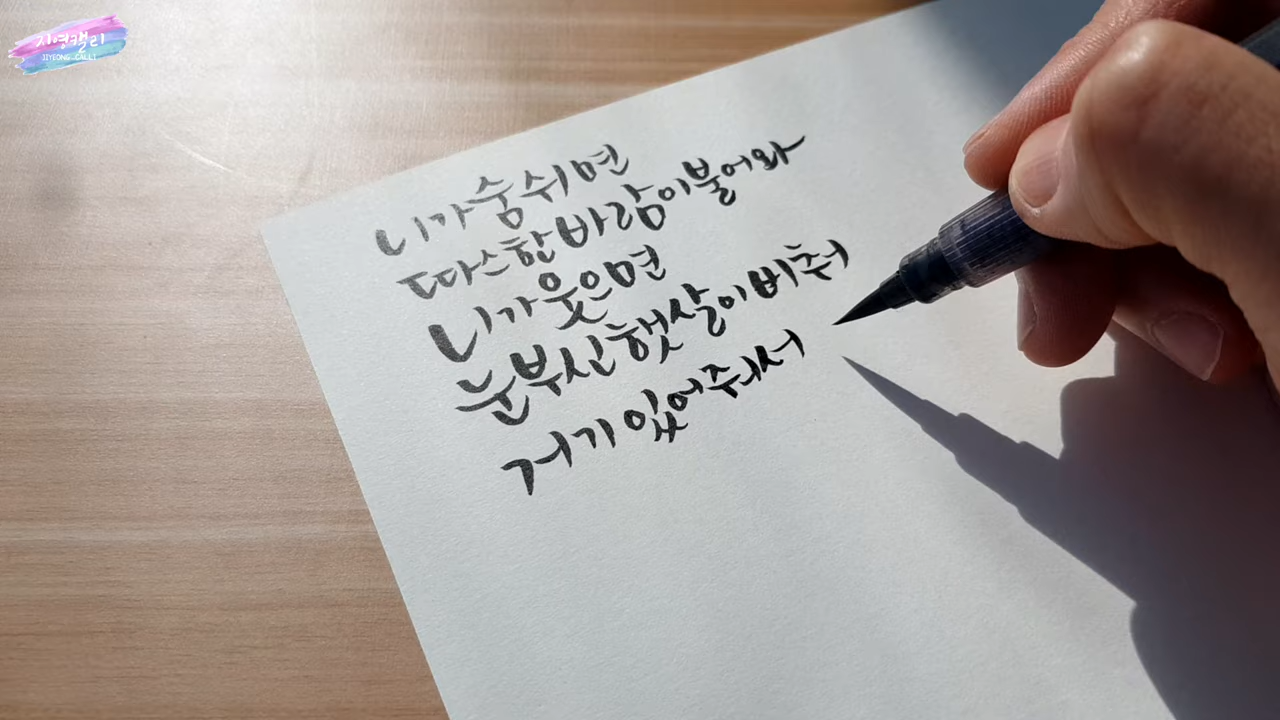 지영캘리
JIYEONG CALLI
니가 숨 쉬면
따스한 바람이 불어와
니가 웃으면
눈부신 햇살이 비춰
거기 있어줘서